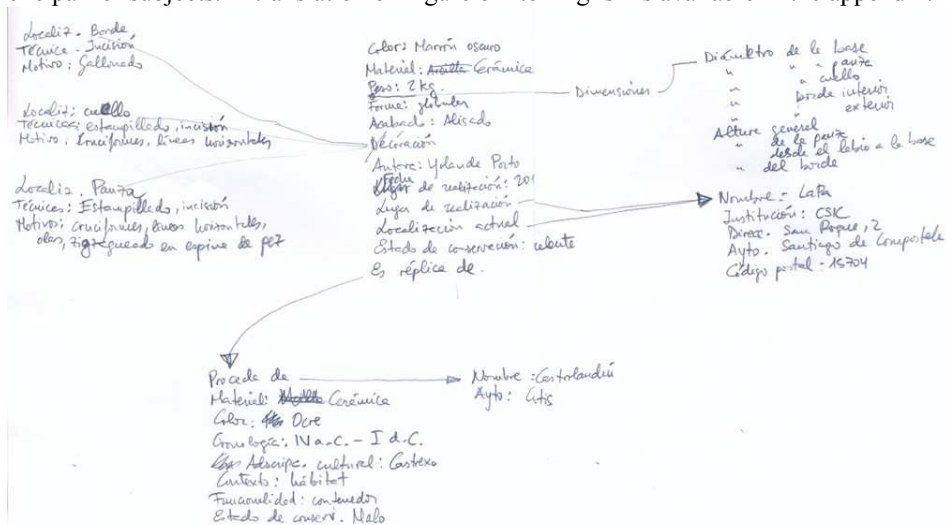 Localiz. Borde
Técnica. Incisión
Motivo: Gallonado
Localiz: cuello
Técnicas: estampillado, incisión
Motivo: Cruciformes, líneas horizontales
Localiz. Panza
Técnicas: Estampillado, incisión
Motivos: cruciformes, líneas horizontales,
olas, zigzagueado en espina de pez
Color: Marrón oscuro
Material: Arcilla Cerámica
Peso: 2 kg.
Forma: globular
Acabado: Alisado
Decoración
Autora: Yolanda Porto
Fecha de realización: 201
Lugar de realización
Localización actual
Estado de conservación:
Es réplica de.
Dimensiones
Diámetro de la base
" " panza
" " cuello
" borde interior
" " exterior
Altura general
" de la panza
" desde el labio a la base
" del borde
Nombre: LaPa
Institución: CSIC
Direc. San Roque, 2
Ayto. Santiago de Compostela
Código postal: 15704
Procede de
Material: Cerámica
Color: Ocre
Cronología: IV a.C. - I d.C.
Adscripc. cultural: Castrexo
Contexto: hábitat
Funcionalidad: contenedor
Estado de conserv. Malo
Nombre: Castrolandín
Ayto: